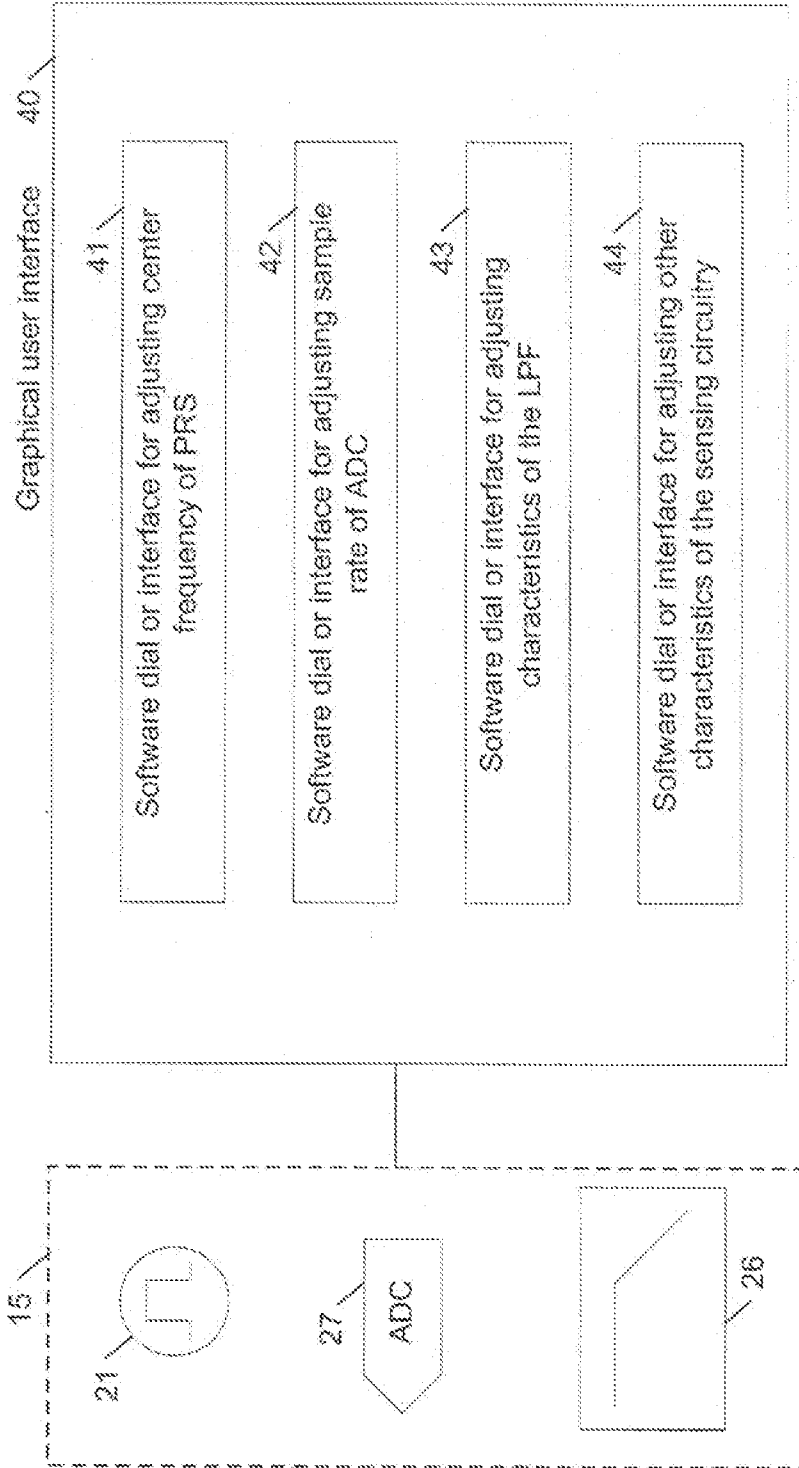 Graphical user interface 40
41
Software dial or interface for adjusting center
frequency of PRS
42
Software dial or interface for adjusting sample
rate of ADC
43
Software dial or interface for adjusting
characteristics of the LPF
44
Software dial or interface for adjusting other
characteristics of the sensing circuitry
15
21
27
ADC
26